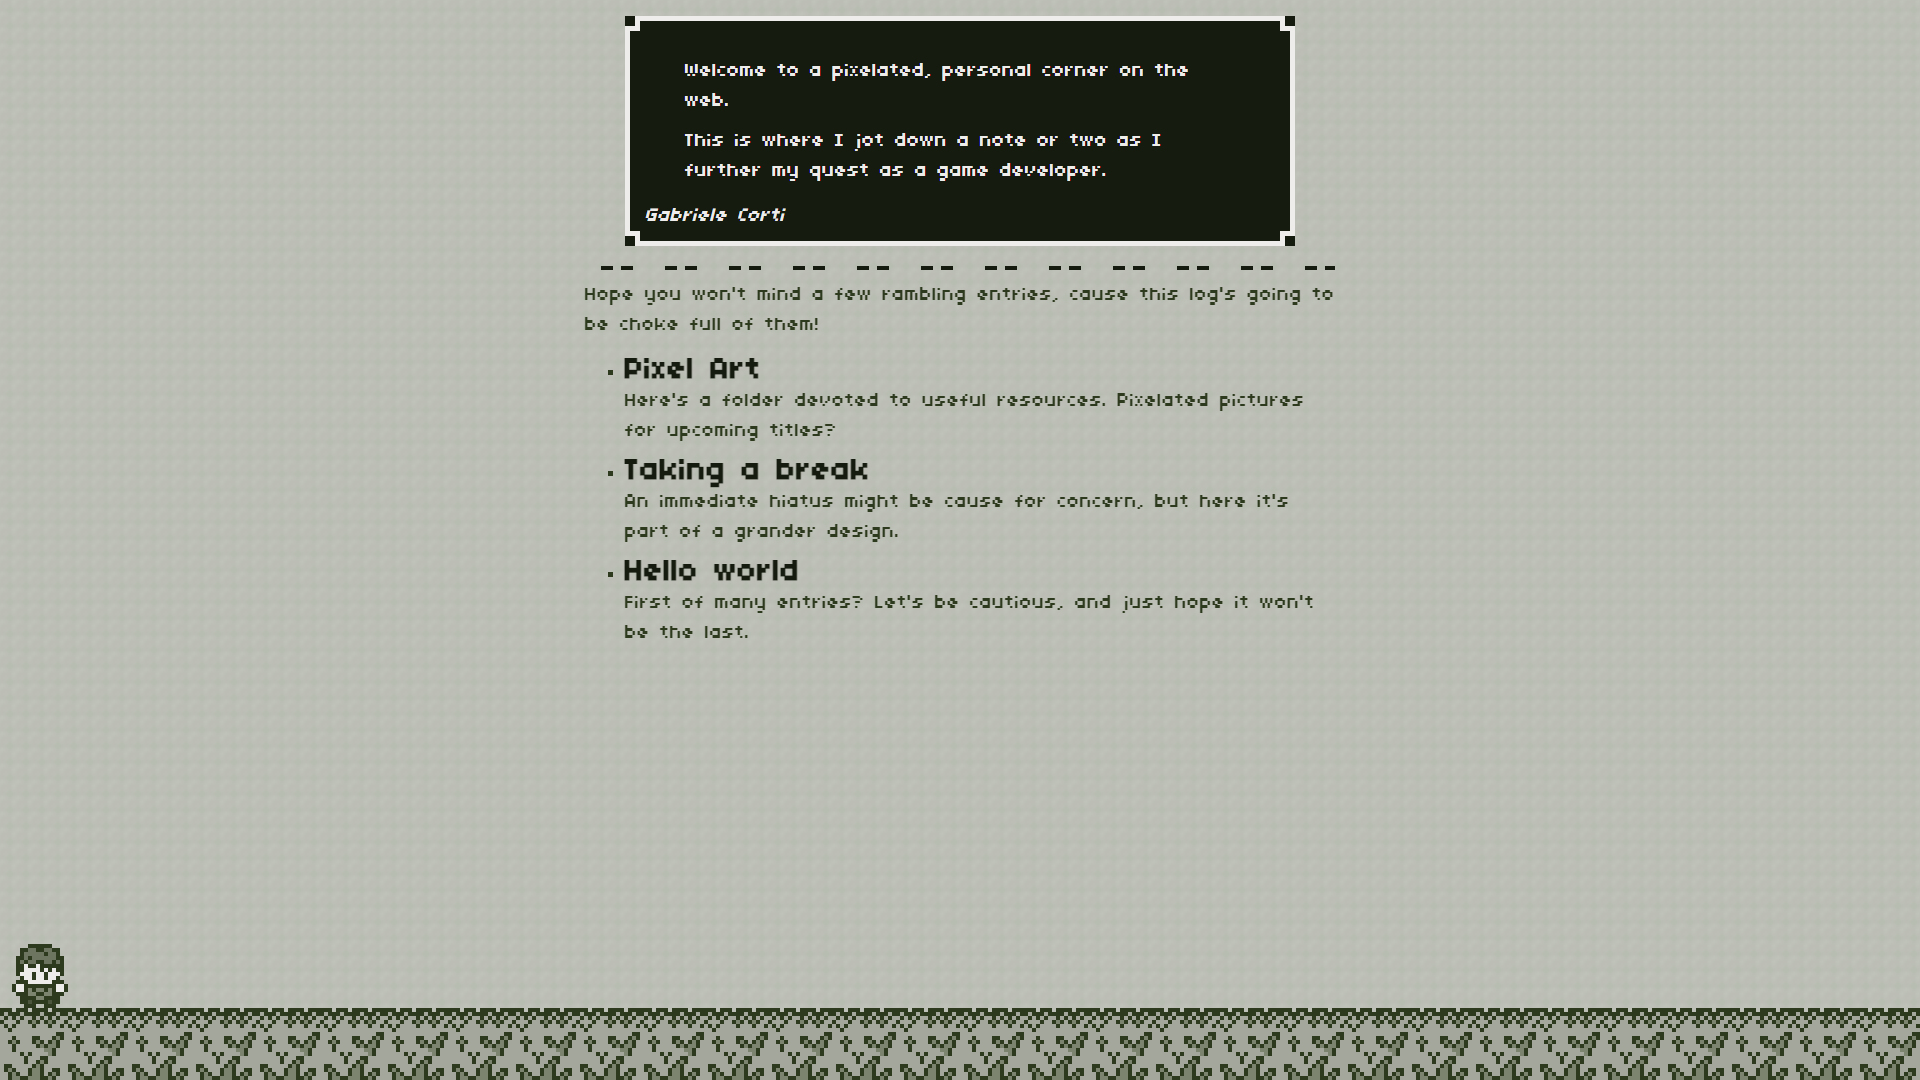 Welcome to a pixelated, personal corner on the
web.
This is where I jot down a note or two as I
further my quest as a game developer.
Gabriele Corti
Hope you won't mind a few rambling entries, cause this log's going to
be choke full of them!
Pixel Art
Here's a folder devoted to useful resources. Pixelated pictures
for upcoming titles?
Taking a break
An immediate hiatus might be cause for concern, but here it's
part of a grander design.
Hello world
First of many entries? Let's be cautious, and just hope it won't
be the last.